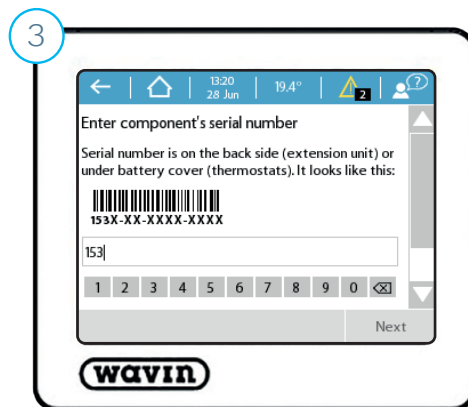 3
13:20
28 Jun
19.4°
2
?
Enter component's serial number
Serial number is on the back side (extension unit) or
under battery cover (thermostats). It looks like this:
153X-XX-XXXX-XXXX
153
1 2 3 4 5 6 7 8 9 0
Next
wavin